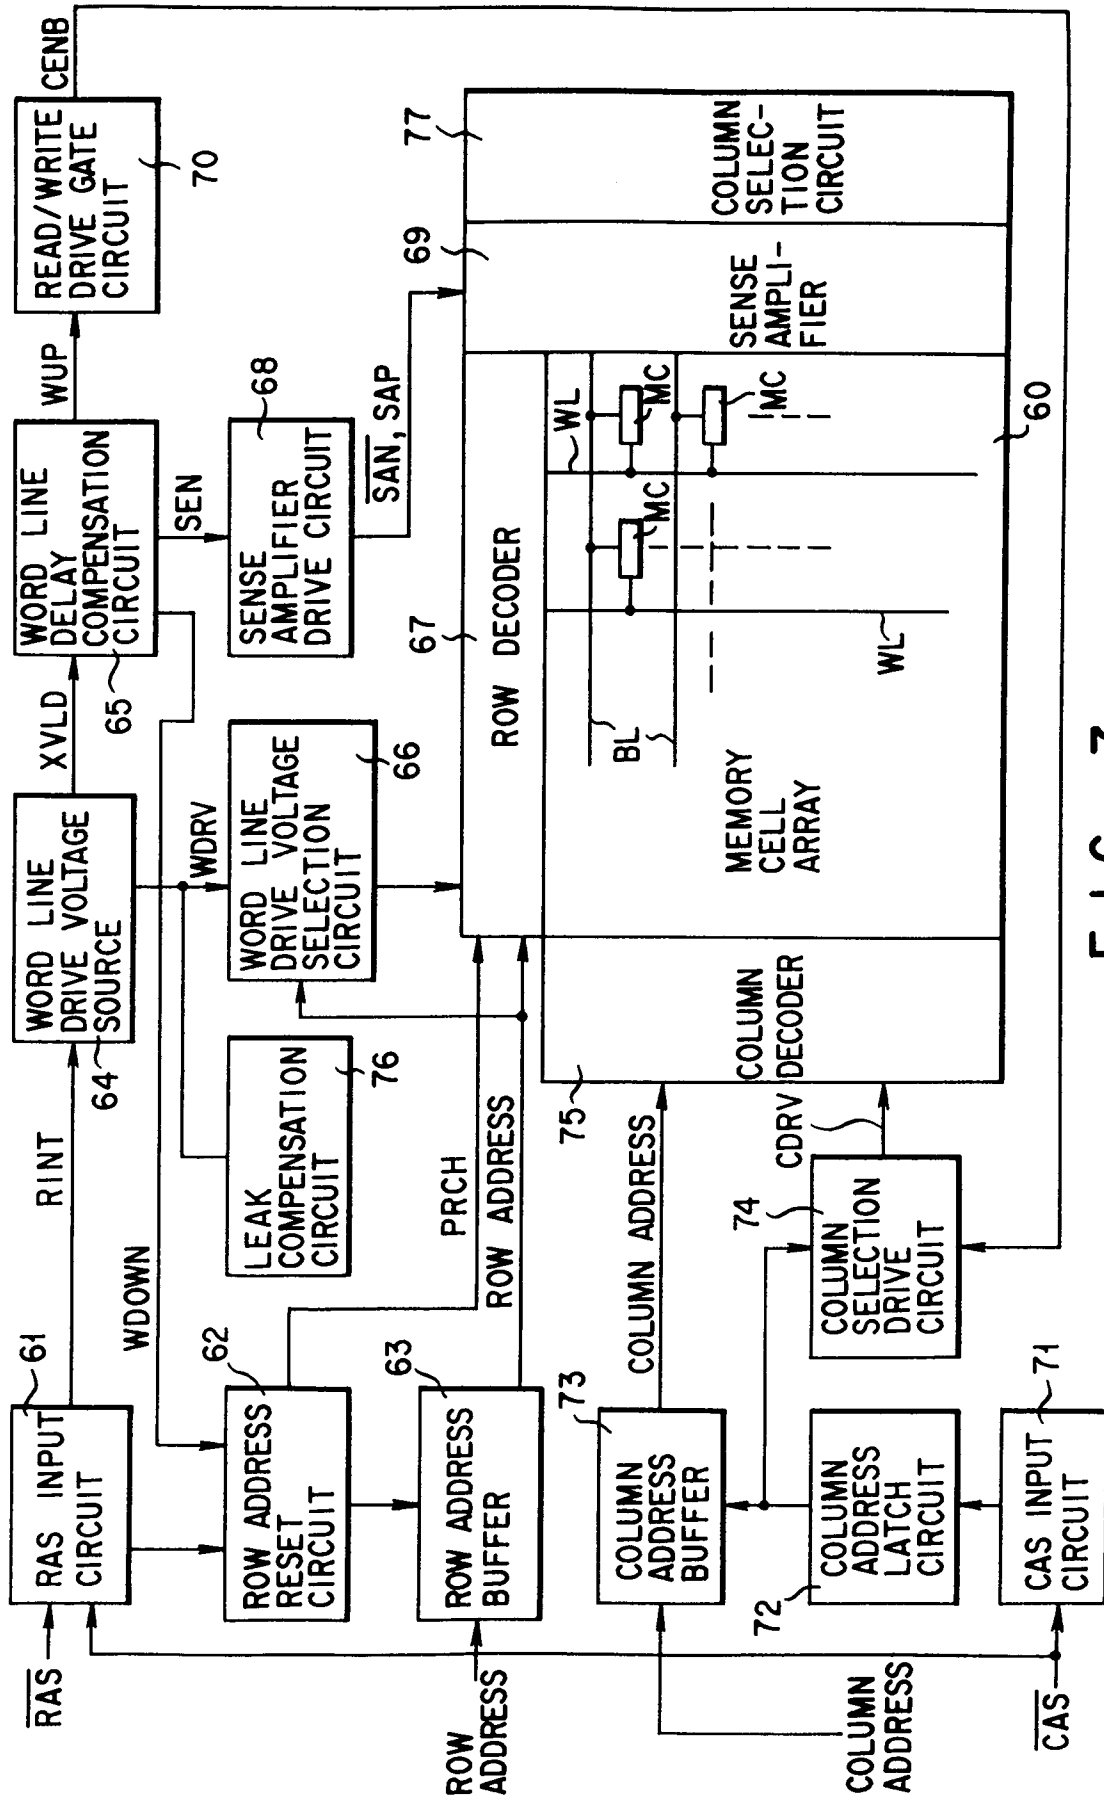 RAS
61
RAS INPUT
CIRCUIT
RINT
WORD LINE
DRIVE VOLTAGE
SOURCE
64
XVLD
WORD LINE
DELAY
COMPENSATION
CIRCUIT
65
WUP
READ/WRITE
DRIVE GATE
CIRCUIT
70
CENB
WDOWN
62
ROW ADDRESS
RESET
CIRCUIT
LEAK
COMPENSATION
CIRCUIT
76
WDRV
WORD LINE
DRIVE VOLTAGE
SELECTION
CIRCUIT
66
SEN
SENSE
AMPLIFIER
DRIVE CIRCUIT
68
SAN, SAP
PRCH
ROW ADDRESS
ROW
ADDRESS
63
ROW ADDRESS
BUFFER
67
ROW DECODER
69
SENSE
AMPLI-
FIER
77
COLUMN
SELEC-
TION
CIRCUIT
WL
MC
MC
MC
BL
WL
MEMORY
CELL
ARRAY
60
75
COLUMN
DECODER
COLUMN ADDRESS
CDRV
73
COLUMN
ADDRESS
BUFFER
74
COLUMN
SELECTION
DRIVE
CIRCUIT
72
COLUMN
ADDRESS
LATCH
CIRCUIT
COLUMN
ADDRESS
CAS
71
CAS INPUT
CIRCUIT